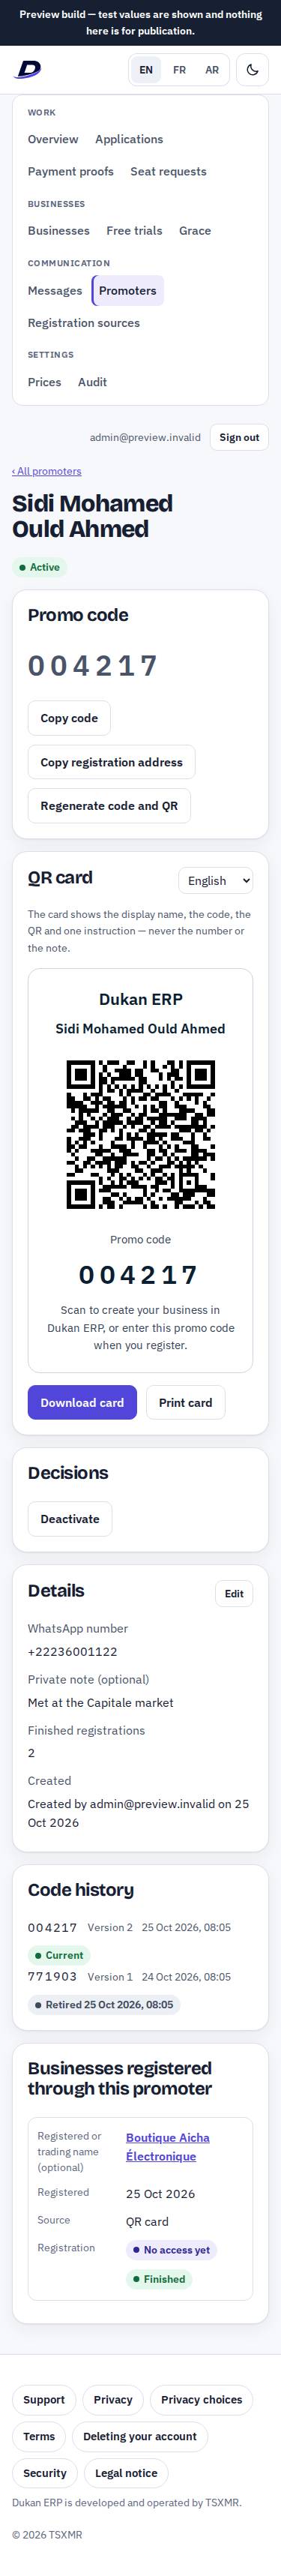 Preview build — test values are shown and nothing
here is for publication.
D
EN FR AR
WORK
Overview Applications
Payment proofs Seat requests
BUSINESSES
Businesses Free trials Grace
COMMUNICATION
Messages Promoters
Registration sources
SETTINGS
Prices Audit
admin@preview.invalid Sign out
‹ All promoters
Sidi Mohamed
Ould Ahmed
Active
Promo code
004217
Copy code
Copy registration address
Regenerate code and QR
QR card English
The card shows the display name, the code, the
QR and one instruction — never the number or
the note.
Dukan ERP
Sidi Mohamed Ould Ahmed
Promo code
004217
Scan to create your business in
Dukan ERP, or enter this promo code
when you register.
Download card Print card
Decisions
Deactivate
Details Edit
WhatsApp number
+22236001122
Private note (optional)
Met at the Capitale market
Finished registrations
2
Created
Created by admin@preview.invalid on 25
Oct 2026
Code history
004217 Version 2 25 Oct 2026, 08:05
Current
771903 Version 1 24 Oct 2026, 08:05
Retired 25 Oct 2026, 08:05
Businesses registered
through this promoter
Registered or
trading name
(optional)
Boutique Aicha
Électronique
Registered 25 Oct 2026
Source QR card
Registration No access yet
Finished
Support Privacy Privacy choices
Terms Deleting your account
Security Legal notice
Dukan ERP is developed and operated by TSXMR.
© 2026 TSXMR